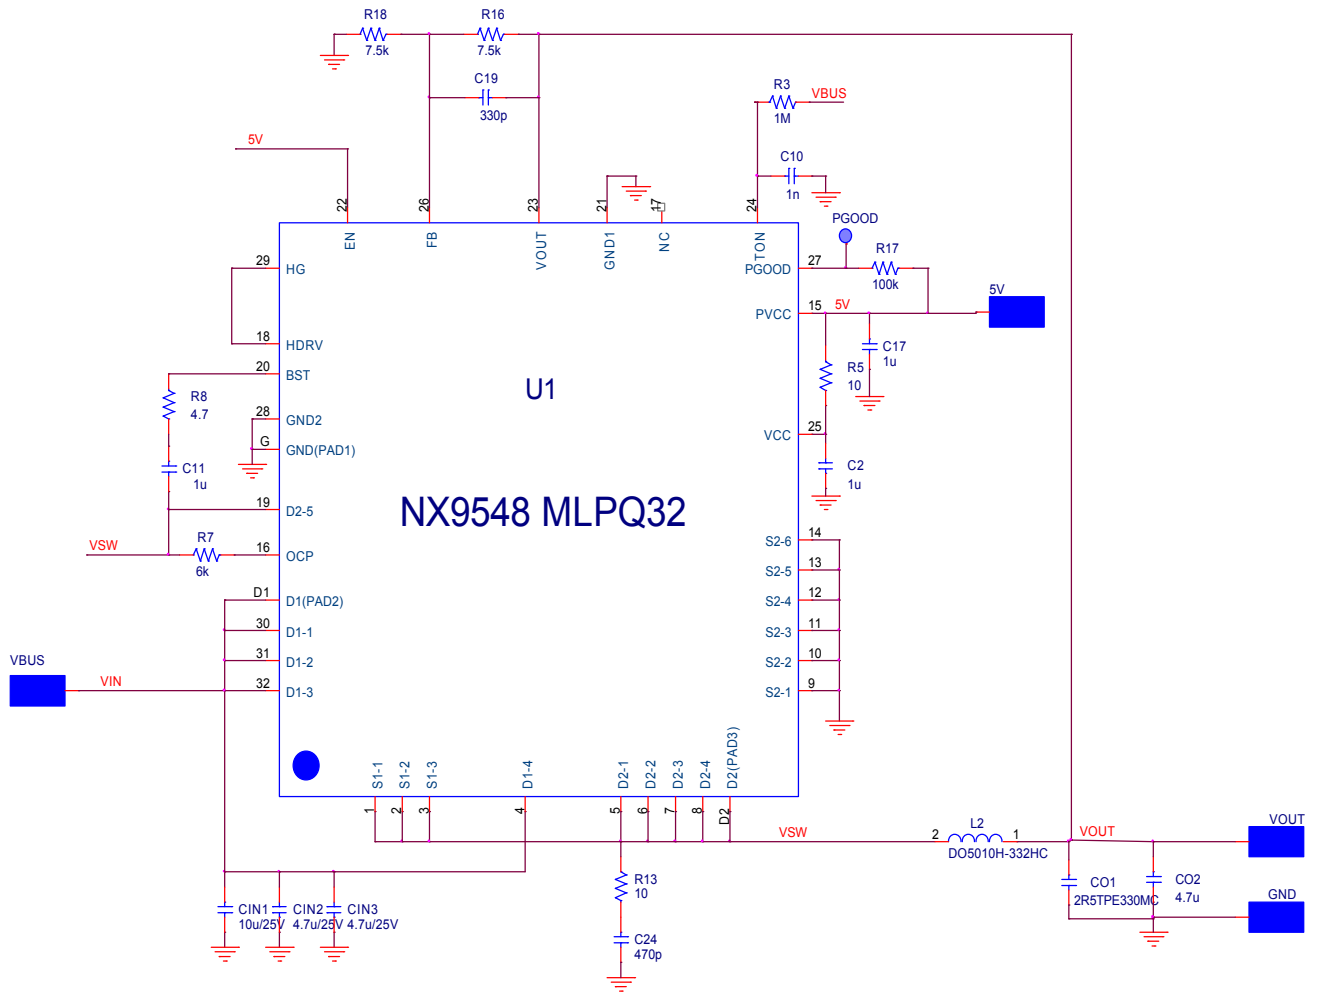 R18
7.5k
R16
7.5k
C19
330p
R3
1M
VBUS
5V
C10
1n
22
26
23
21
17
24
EN
FB
VOUT
GND1
NC
TON
PGOOD
29 HG
PGOOD 27
R17
100k
5V
PVCC 15
5V
18 HDRV
C17
1u
R5
10
20 BST
U1
R8
4.7
28 GND2
VCC 25
G GND(PAD1)
C11
1u
C2
1u
19 D2-5
NX9548 MLPQ32
VSW
R7
6k
16 OCP
S2-6 14
S2-5 13
D1 D1(PAD2)
S2-4 12
30 D1-1
S2-3 11
31 D1-2
S2-2 10
VBUS
VIN
32 D1-3
S2-1 9
S1-1
S1-2
S1-3
D1-4
D2-1
D2-2
D2-3
D2-4
D2(PAD3)
1
2
3
4
5
6
7
8
D2
VSW
2
L2
1
DO5010H-332HC
VOUT
VOUT
R13
10
CO1
2R5TPE330MC
CO2
4.7u
GND
CIN1
10u/25V
CIN2
4.7u/25V
CIN3
4.7u/25V
C24
470p